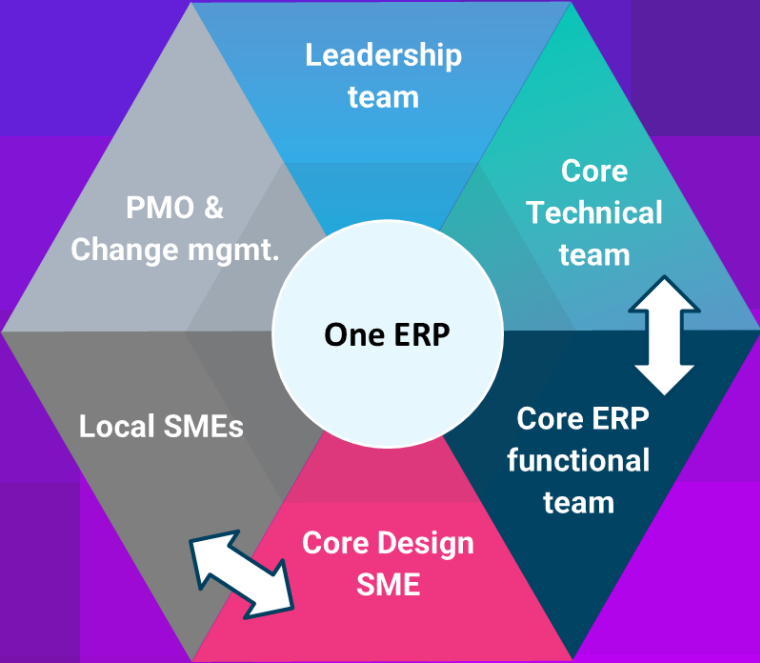 Leadership
team
Core
Technical
team
PMO &
Change mgmt.
One ERP
Local SMEs
Core ERP
functional
team
Core Design
SME